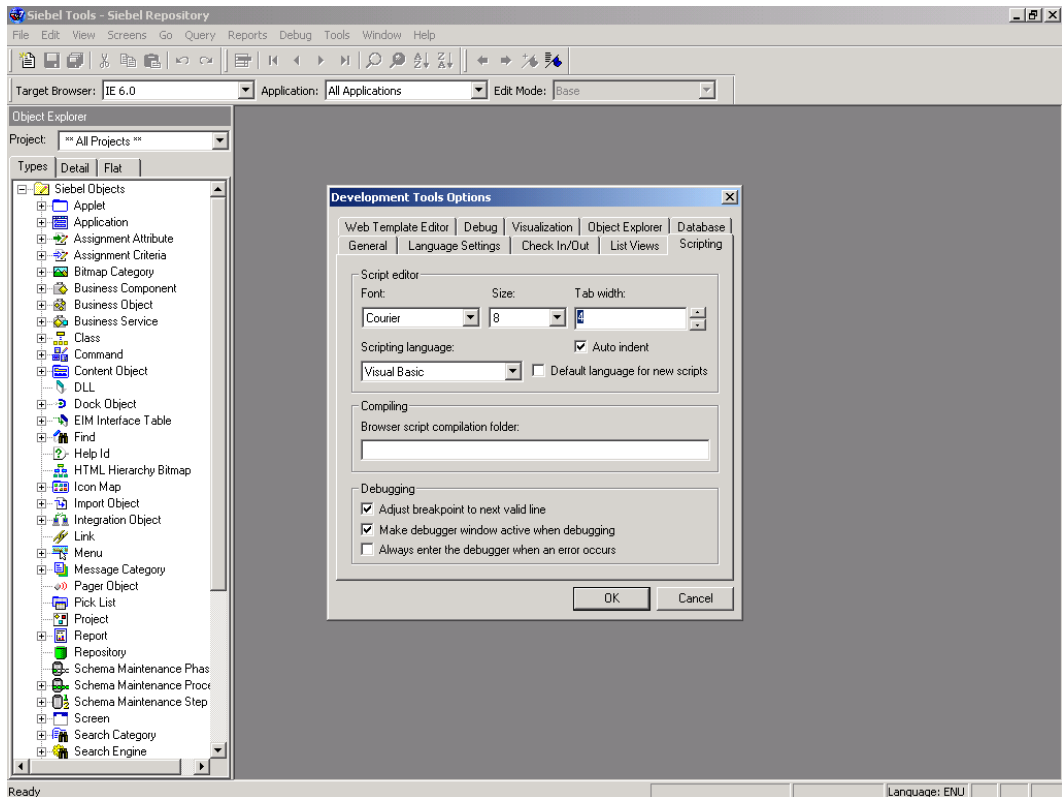 Siebel Tools - Siebel Repository
File Edit View Screens Go Query Reports Debug Tools Window Help
Target Browser: IE 6.0 Application: All Applications Edit Mode: Base
Object Explorer
Project: ** All Projects **
Types Detail Flat
Siebel Objects
Applet
Application
Assignment Attribute
Assignment Criteria
Bitmap Category
Business Component
Business Object
Business Service
Class
Command
Content Object
DLL
Dock Object
EIM Interface Table
Find
Help Id
HTML Hierarchy Bitmap
Icon Map
Import Object
Integration Object
Link
Menu
Message Category
Pager Object
Pick List
Project
Report
Repository
Schema Maintenance Phas
Schema Maintenance Proce
Schema Maintenance Step
Screen
Search Category
Search Engine
Development Tools Options
Web Template Editor Debug Visualization Object Explorer Database
General Language Settings Check In/Out List Views Scripting
Script editor
Font: Size: Tab width:
Courier 8 4
Scripting language: Auto indent
Visual Basic Default language for new scripts
Compiling
Browser script compilation folder:
Debugging
Adjust breakpoint to next valid line
Make debugger window active when debugging
Always enter the debugger when an error occurs
OK Cancel
Ready Language: ENU